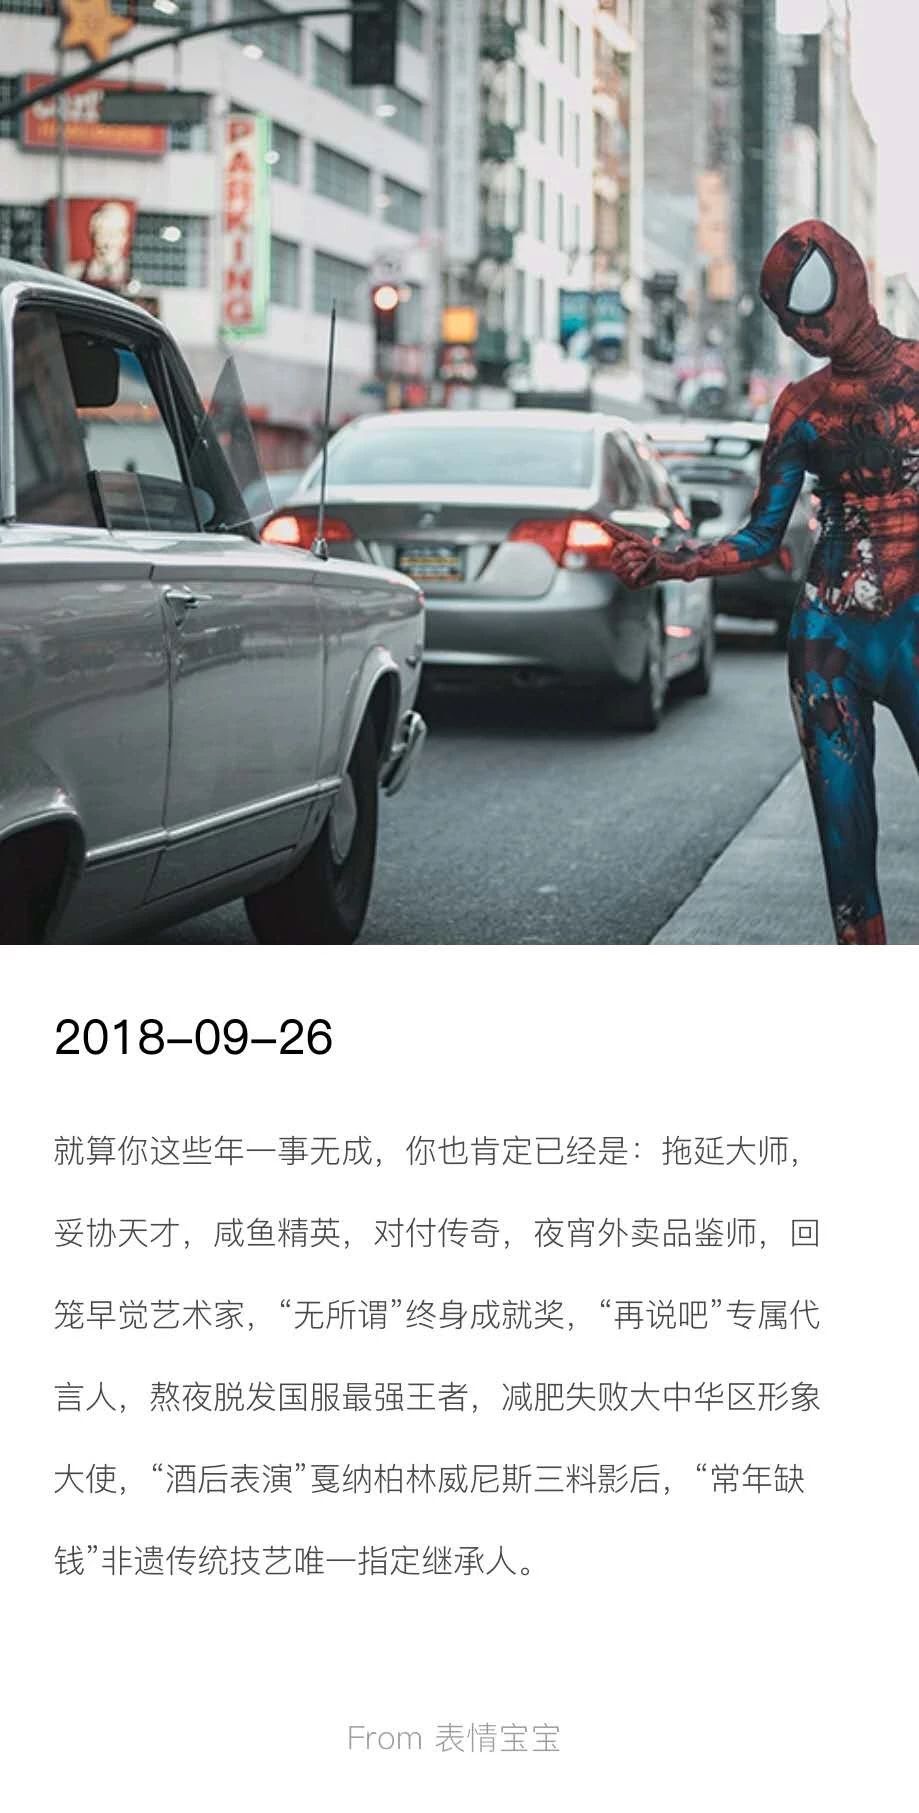 PARKING
2018-09-26
就算你这些年一事无成，你也肯定已经是：拖延大师，
妥协天才，咸鱼精英，对付传奇，夜宵外卖品鉴师，回
笼早觉艺术家，“无所谓”终身成就奖，“再说吧”专属代
言人，熬夜脱发国服最强王者，减肥失败大中华区形象
大使，“酒后表演”戛纳柏林威尼斯三料影后，“常年缺
钱”非遗传统技艺唯一指定继承人。
From 表情宝宝